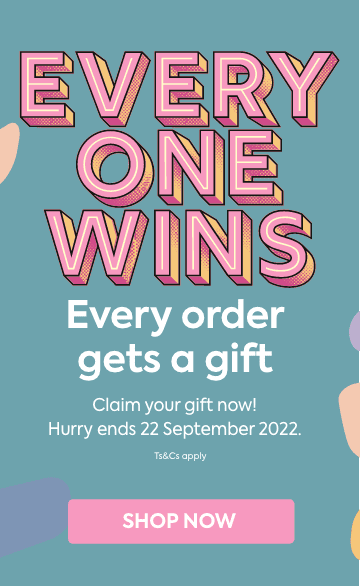 EVERY
ONE
WINS
Every order
gets a gift
Claim your gift now!
Hurry ends 22 September 2022.
Ts&Cs apply
SHOP NOW